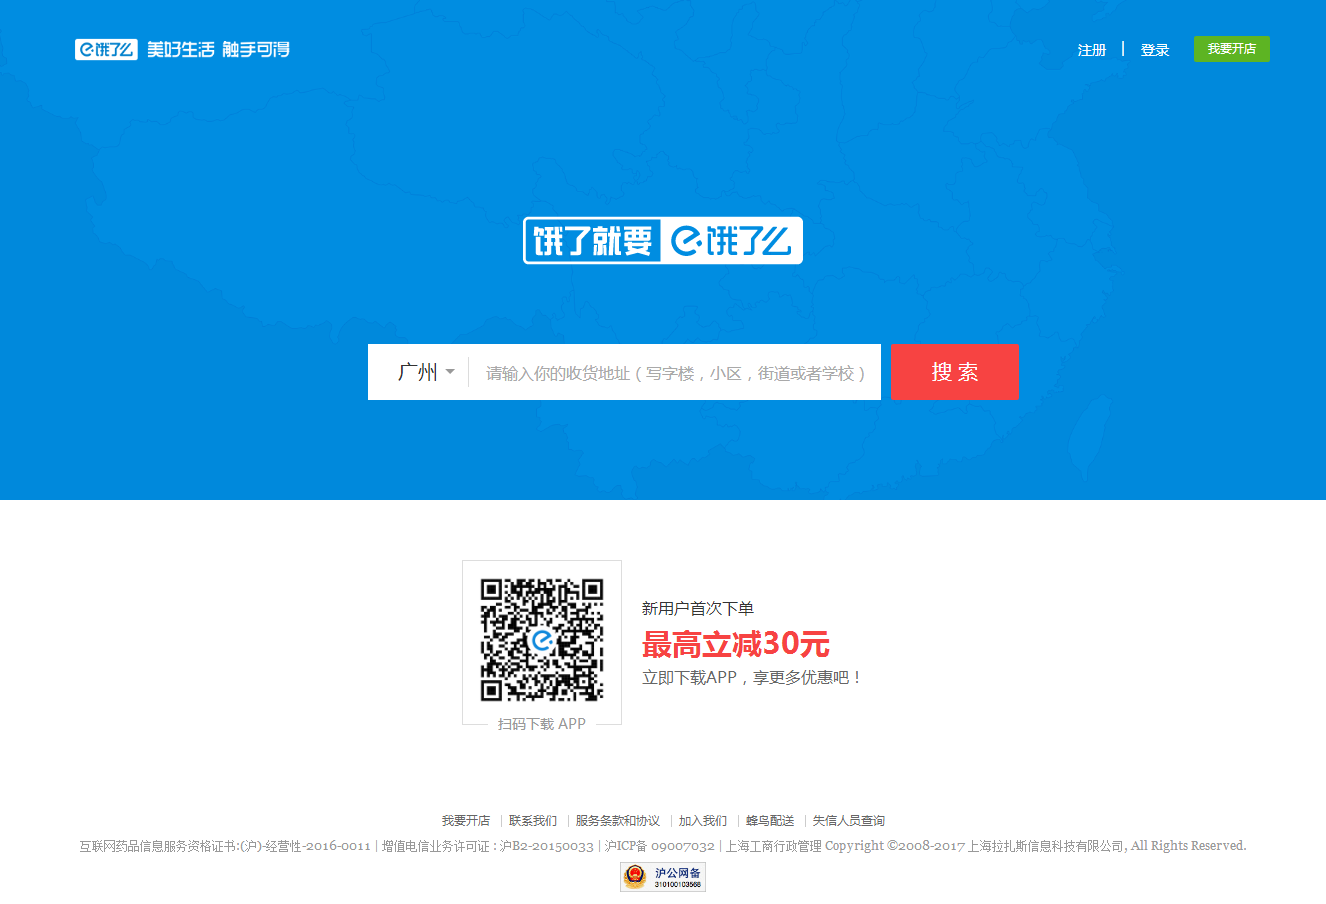 饿了么 美好生活 触手可得
注册 登录 我要开店
饿了就要 饿了么
广州 请输入你的收货地址（写字楼，小区，街道或者学校） 搜 索
新用户首次下单
最高立减30元
立即下载APP，享更多优惠吧！
扫码下载 APP
我要开店 | 联系我们 | 服务条款和协议 | 加入我们 | 蜂鸟配送 | 失信人员查询
互联网药品信息服务资格证书:(沪)-经营性-2016-0011 | 增值电信业务许可证 : 沪B2-20150033 | 沪ICP备 09007032 | 上海工商行政管理 Copyright ©2008-2017 上海拉扎斯信息科技有限公司, All Rights Reserved.
沪公网备
310100103568